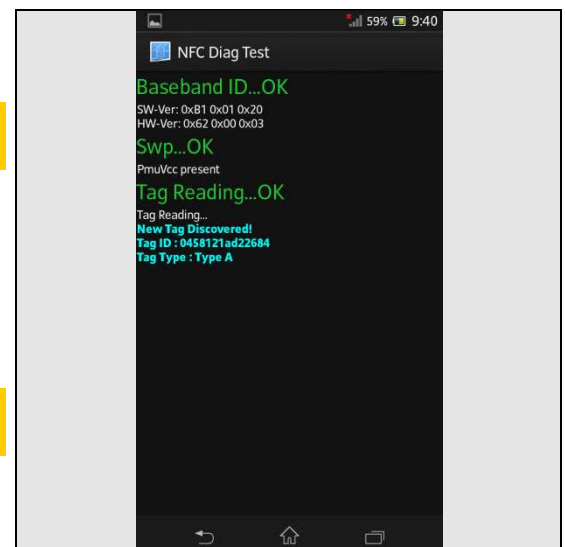 59% 9:40
NFC Diag Test
Baseband ID...OK
SW-Ver: 0xB1 0x01 0x20
HW-Ver: 0x62 0x00 0x03
Swp...OK
PmuVcc present
Tag Reading...OK
Tag Reading...
New Tag Discovered!
Tag ID : 0458121ad22684
Tag Type : Type A